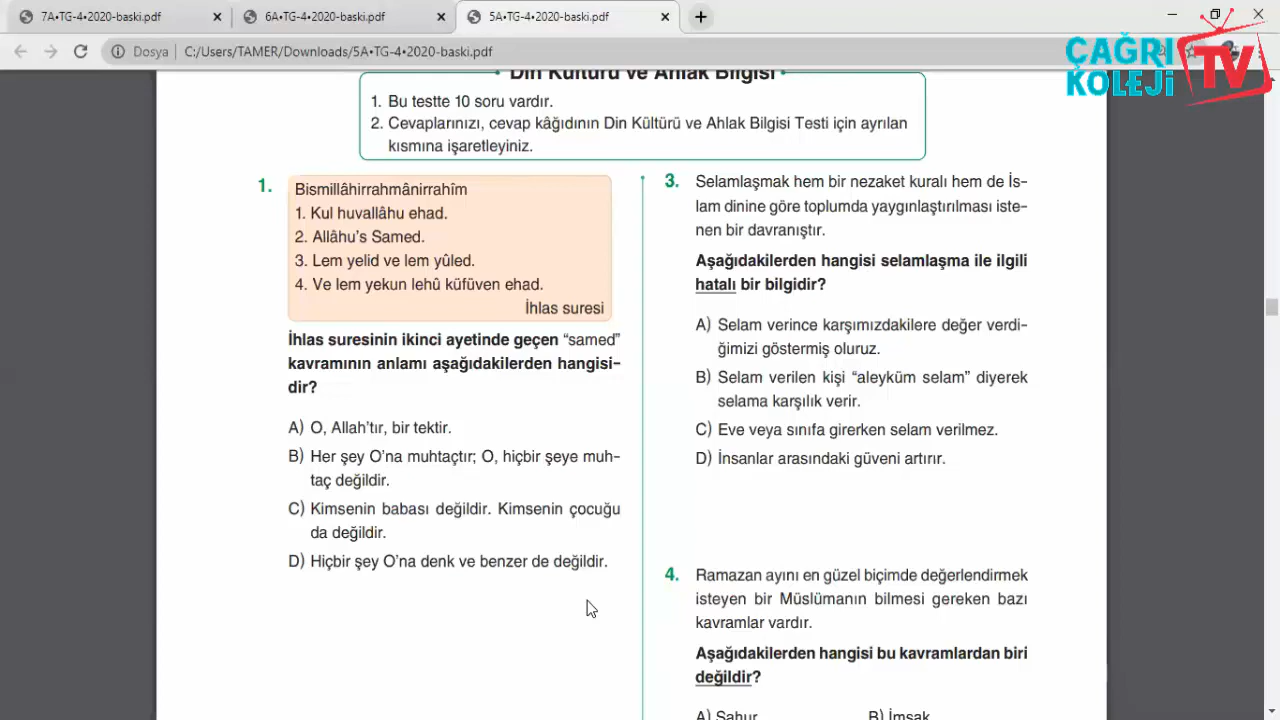 7A•TG-4•2020-baski.pdf
6A•TG-4•2020-baski.pdf
5A•TG-4•2020-baski.pdf
Dosya
C:/Users/TAMER/Downloads/5A•TG-4•2020-baski.pdf
ÇAĞRI
KOLEJİ
TV
Din Kültürü ve Ahlak Bilgisi
1. Bu testte 10 soru vardır.
2. Cevaplarınızı, cevap kâğıdının Din Kültürü ve Ahlak Bilgisi Testi için ayrılan
kısmına işaretleyiniz.
1.
Bismillâhirrahmânirrahîm
1. Kul huvallâhu ehad.
2. Allâhu's Samed.
3. Lem yelid ve lem yûled.
4. Ve lem yekun lehû küfüven ehad.
İhlas suresi
İhlas suresinin ikinci ayetinde geçen “samed”
kavramının anlamı aşağıdakilerden hangisi-
dir?
A) O, Allah’tır, bir tektir.
B) Her şey O’na muhtaçtır; O, hiçbir şeye muh-
taç değildir.
C) Kimsenin babası değildir. Kimsenin çocuğu
da değildir.
D) Hiçbir şey O’na denk ve benzer de değildir.
3. Selamlaşmak hem bir nezaket kuralı hem de İs-
lam dinine göre toplumda yaygınlaştırılması iste-
nen bir davranıştır.
Aşağıdakilerden hangisi selamlaşma ile ilgili
hatalı bir bilgidir?
A) Selam verince karşımızdakilere değer verdi-
ğimizi göstermiş oluruz.
B) Selam verilen kişi “aleyküm selam” diyerek
selama karşılık verir.
C) Eve veya sınıfa girerken selam verilmez.
D) İnsanlar arasındaki güveni artırır.
4. Ramazan ayını en güzel biçimde değerlendirmek
isteyen bir Müslümanın bilmesi gereken bazı
kavramlar vardır.
Aşağıdakilerden hangisi bu kavramlardan biri
değildir?
A) Sahur
B) İmsak